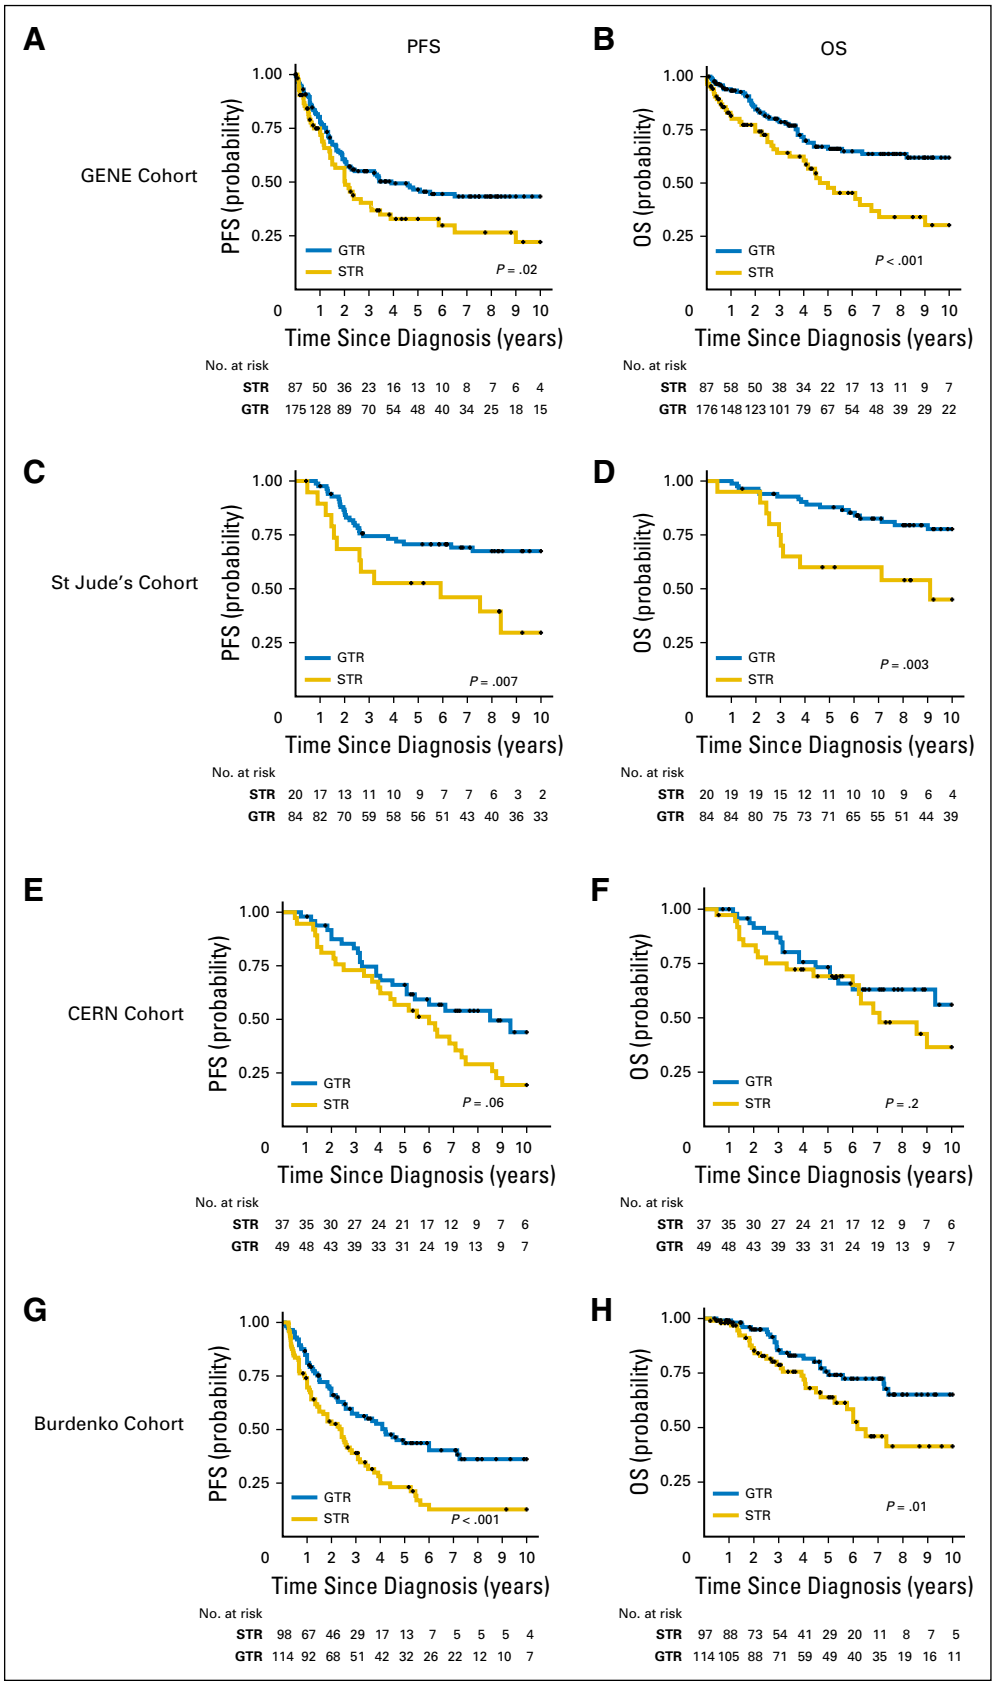 A
PFS
B
OS
GENE Cohort
PFS (probability)
1.00
0.75
0.50
0.25
GTR
STR
P = .02
0 1 2 3 4 5 6 7 8 9 10
Time Since Diagnosis (years)
No. at risk
STR 87 50 36 23 16 13 10 8 7 6 4
GTR 175 128 89 70 54 48 40 34 25 18 15
OS (probability)
1.00
0.75
0.50
0.25
GTR
STR
P < .001
0 1 2 3 4 5 6 7 8 9 10
Time Since Diagnosis (years)
No. at risk
STR 87 58 50 38 34 22 17 13 11 9 7
GTR 176 148 123 101 79 67 54 48 39 29 22
C
D
St Jude's Cohort
PFS (probability)
1.00
0.75
0.50
0.25
GTR
STR
P = .007
0 1 2 3 4 5 6 7 8 9 10
Time Since Diagnosis (years)
No. at risk
STR 20 17 13 11 10 9 7 7 6 3 2
GTR 84 82 70 59 58 56 51 43 40 36 33
OS (probability)
1.00
0.75
0.50
0.25
GTR
STR
P = .003
0 1 2 3 4 5 6 7 8 9 10
Time Since Diagnosis (years)
No. at risk
STR 20 19 19 15 12 11 10 10 9 6 4
GTR 84 84 80 75 73 71 65 55 51 44 39
E
F
CERN Cohort
PFS (probability)
1.00
0.75
0.50
0.25
GTR
STR
P = .06
0 1 2 3 4 5 6 7 8 9 10
Time Since Diagnosis (years)
No. at risk
STR 37 35 30 27 24 21 17 12 9 7 6
GTR 49 48 43 39 33 31 24 19 13 9 7
OS (probability)
1.00
0.75
0.50
0.25
GTR
STR
P = .2
0 1 2 3 4 5 6 7 8 9 10
Time Since Diagnosis (years)
No. at risk
STR 37 35 30 27 24 21 17 12 9 7 6
GTR 49 48 43 39 33 31 24 19 13 9 7
G
H
Burdenko Cohort
PFS (probability)
1.00
0.75
0.50
0.25
GTR
STR
P < .001
0 1 2 3 4 5 6 7 8 9 10
Time Since Diagnosis (years)
No. at risk
STR 98 67 46 29 17 13 7 5 5 5 4
GTR 114 92 68 51 42 32 26 22 12 10 7
OS (probability)
1.00
0.75
0.50
0.25
GTR
STR
P = .01
0 1 2 3 4 5 6 7 8 9 10
Time Since Diagnosis (years)
No. at risk
STR 97 88 73 54 41 29 20 11 8 7 5
GTR 114 105 88 71 59 49 40 35 19 16 11